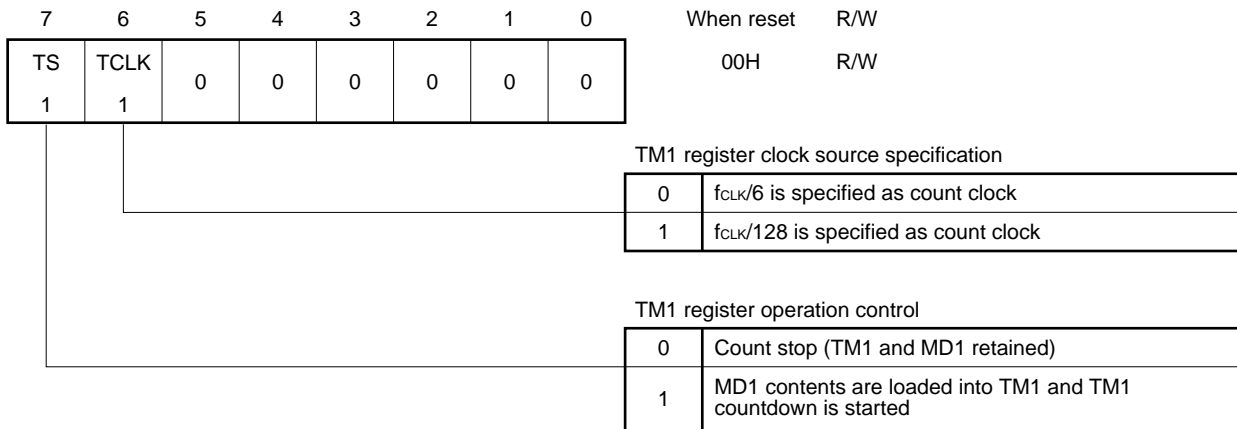 7 6 5 4 3 2 1 0 When reset R/W
TS TCLK 0 0 0 0 0 0 00H R/W
1 1
TM1 register clock source specification
0 fCLK/6 is specified as count clock
1 fCLK/128 is specified as count clock
TM1 register operation control
0 Count stop (TM1 and MD1 retained)
1 MD1 contents are loaded into TM1 and TM1
countdown is started